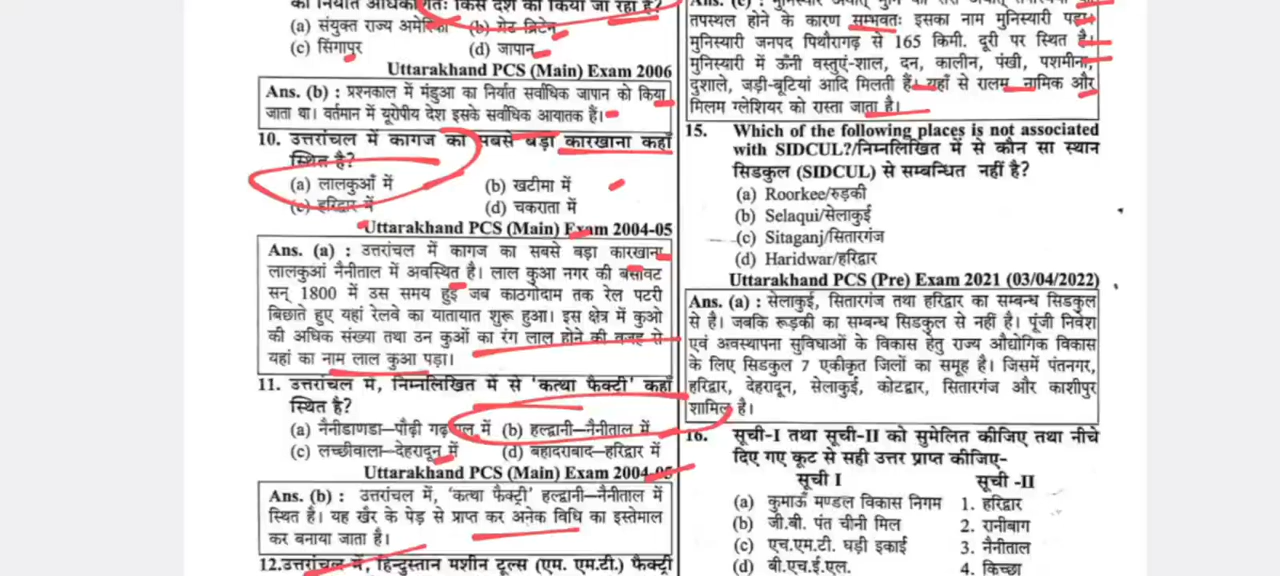 का निर्यात अधिकांशतः किस देश को किया जा रहा है?
(a) संयुक्त राज्य अमेरिका (b) ग्रेट ब्रिटेन
(c) सिंगापुर (d) जापान
Uttarakhand PCS (Main) Exam 2006
Ans. (b) : प्रश्नकाल में मंडुआ का निर्यात सर्वाधिक जापान को किया
जाता था। वर्तमान में यूरोपीय देश इसके सर्वाधिक आयातक हैं।
10. उत्तरांचल में कागज का सबसे बड़ा कारखाना कहाँ
स्थित है?
(a) लालकुआँ में (b) खटीमा में
(c) हरिद्वार में (d) चकराता में
Uttarakhand PCS (Main) Exam 2004-05
Ans. (a) : उत्तरांचल में कागज का सबसे बड़ा कारखाना
लालकुआं नैनीताल में अवस्थित है। लाल कुआ नगर की बसावट
सन् 1800 में उस समय हुई जब काठगोदाम तक रेल पटरी
बिछाते हुए यहां रेलवे का यातायात शुरू हुआ। इस क्षेत्र में कुओ
की अधिक संख्या तथा उन कुओं का रंग लाल होने की वजह से
यहां का नाम लाल कुआ पड़ा।
11. उत्तरांचल में, निम्नलिखित में से 'कत्था फैक्टी' कहाँ
स्थित है?
(a) नैनीडाणडा–पौढ़ी गढ़वाल में (b) हल्द्वानी–नैनीताल में
(c) लच्छीवाला–देहरादून में (d) बहादराबाद–हरिद्वार में
Uttarakhand PCS (Main) Exam 2004-05
Ans. (b) : उत्तरांचल में, 'कत्था फैक्ट्री' हल्द्वानी–नैनीताल में
स्थित है। यह खैर के पेड़ से प्राप्त कर अनेक विधि का इस्तेमाल
कर बनाया जाता है।
12.उत्तरांचल में, हिन्दुस्तान मशीन टूल्स (एम. एम.टी.) फैक्ट्री
Ans. (c) : मुनिस्यार अर्थात् मुनि
तपस्थल होने के कारण सम्भवतः इसका नाम मुनिस्यारी पड़ा।
मुनिस्यारी जनपद पिथौरागढ़ से 165 किमी. दूरी पर स्थित है।
मुनिस्यारी में ऊँनी वस्तुएं-शाल, दन, कालीन, पंखी, पशमीना,
दुशाले, जड़ी-बूटियां आदि मिलती हैं। यहाँ से रालम, नामिक और
मिलम ग्लेशियर को रास्ता जाता है।
15. Which of the following places is not associated
with SIDCUL?/निम्नलिखित में से कौन सा स्थान
सिडकुल (SIDCUL) से सम्बन्धित नहीं है?
(a) Roorkee/रुड़की
(b) Selaqui/सेलाकुई
(c) Sitaganj/सितारगंज
(d) Haridwar/हरिद्वार
Uttarakhand PCS (Pre) Exam 2021 (03/04/2022)
Ans. (a) : सेलाकुई, सितारगंज तथा हरिद्वार का सम्बन्ध सिडकुल
से है। जबकि रूड़की का सम्बन्ध सिडकुल से नहीं है। पूंजी निवेश
एवं अवस्थापना सुविधाओं के विकास हेतु राज्य औद्योगिक विकास
के लिए सिडकुल 7 एकीकृत जिलों का समूह है। जिसमें पंतनगर,
हरिद्वार, देहरादून, सेलाकुई, कोटद्वार, सितारगंज और काशीपुर
शामिल है।
16. सूची-I तथा सूची-II को सुमेलित कीजिए तथा नीचे
दिए गए कूट से सही उत्तर प्राप्त कीजिए-
सूची I सूची -II
(a) कुमाऊँ मण्डल विकास निगम 1. हरिद्वार
(b) जी.बी. पंत चीनी मिल 2. रानीबाग
(c) एच.एम.टी. घड़ी इकाई 3. नैनीताल
(d) बी.एच.ई.एल. 4. किच्छा